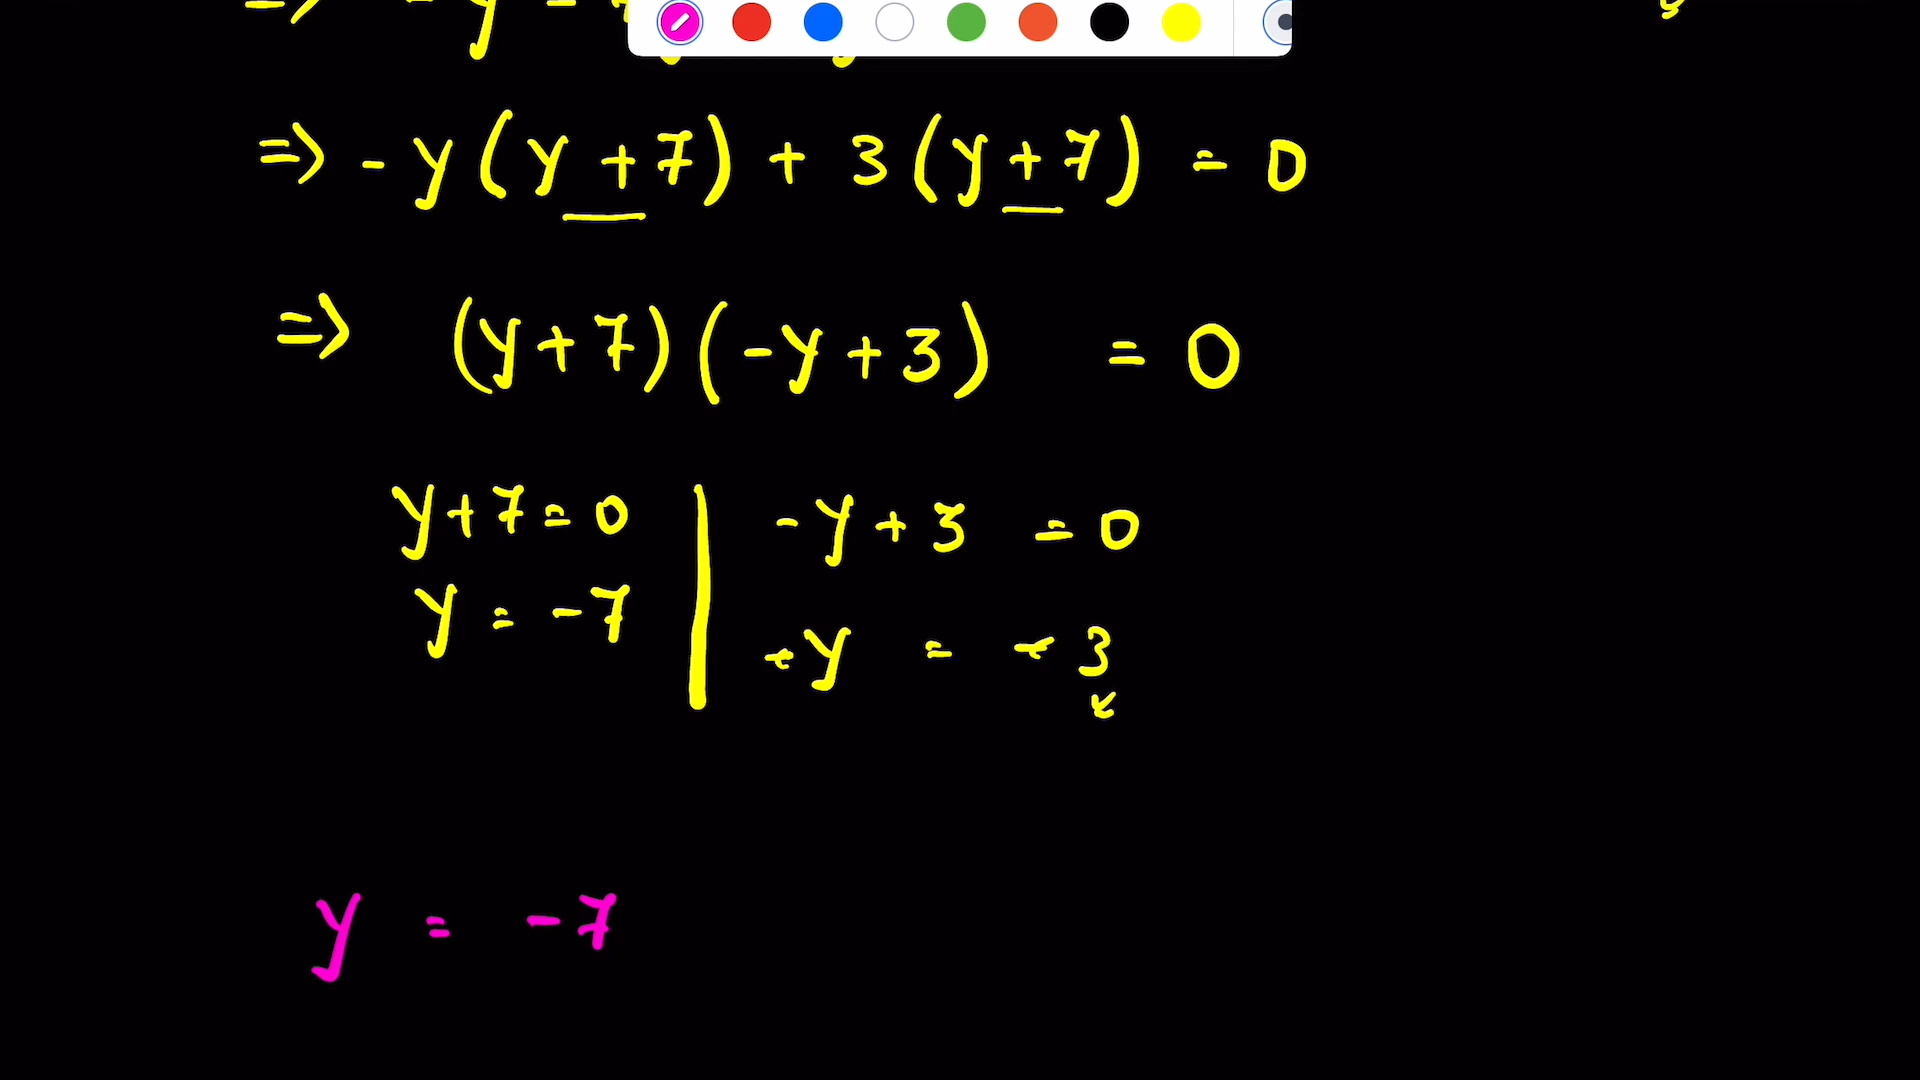 ⇒ -y(y+7) + 3(y+7) = 0
⇒ (y+7)(-y+3) = 0
y+7=0 | -y+3 = 0
y = -7 | +y = +3
y = -7